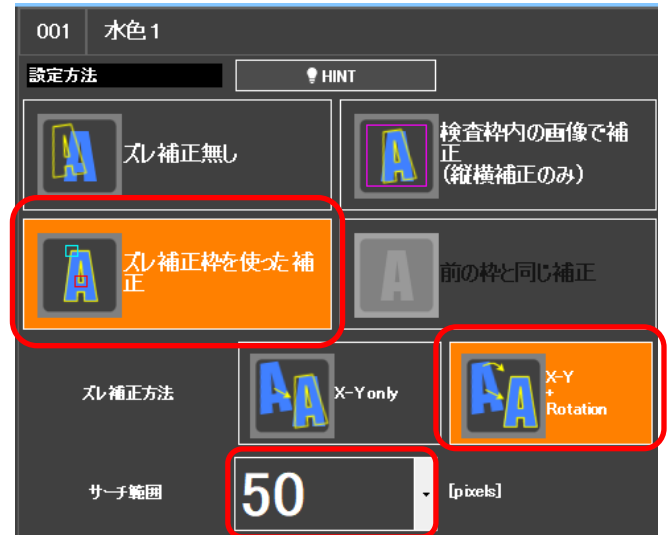 001 水色1
設定方法 HINT
ズレ補正無し
検査枠内の画像で補
正
(縦横補正のみ)
ズレ補正枠を使った補
正
前の枠と同じ補正
ズレ補正方法
X-Y only
X-Y
+
Rotation
サーチ範囲 50 [pixels]